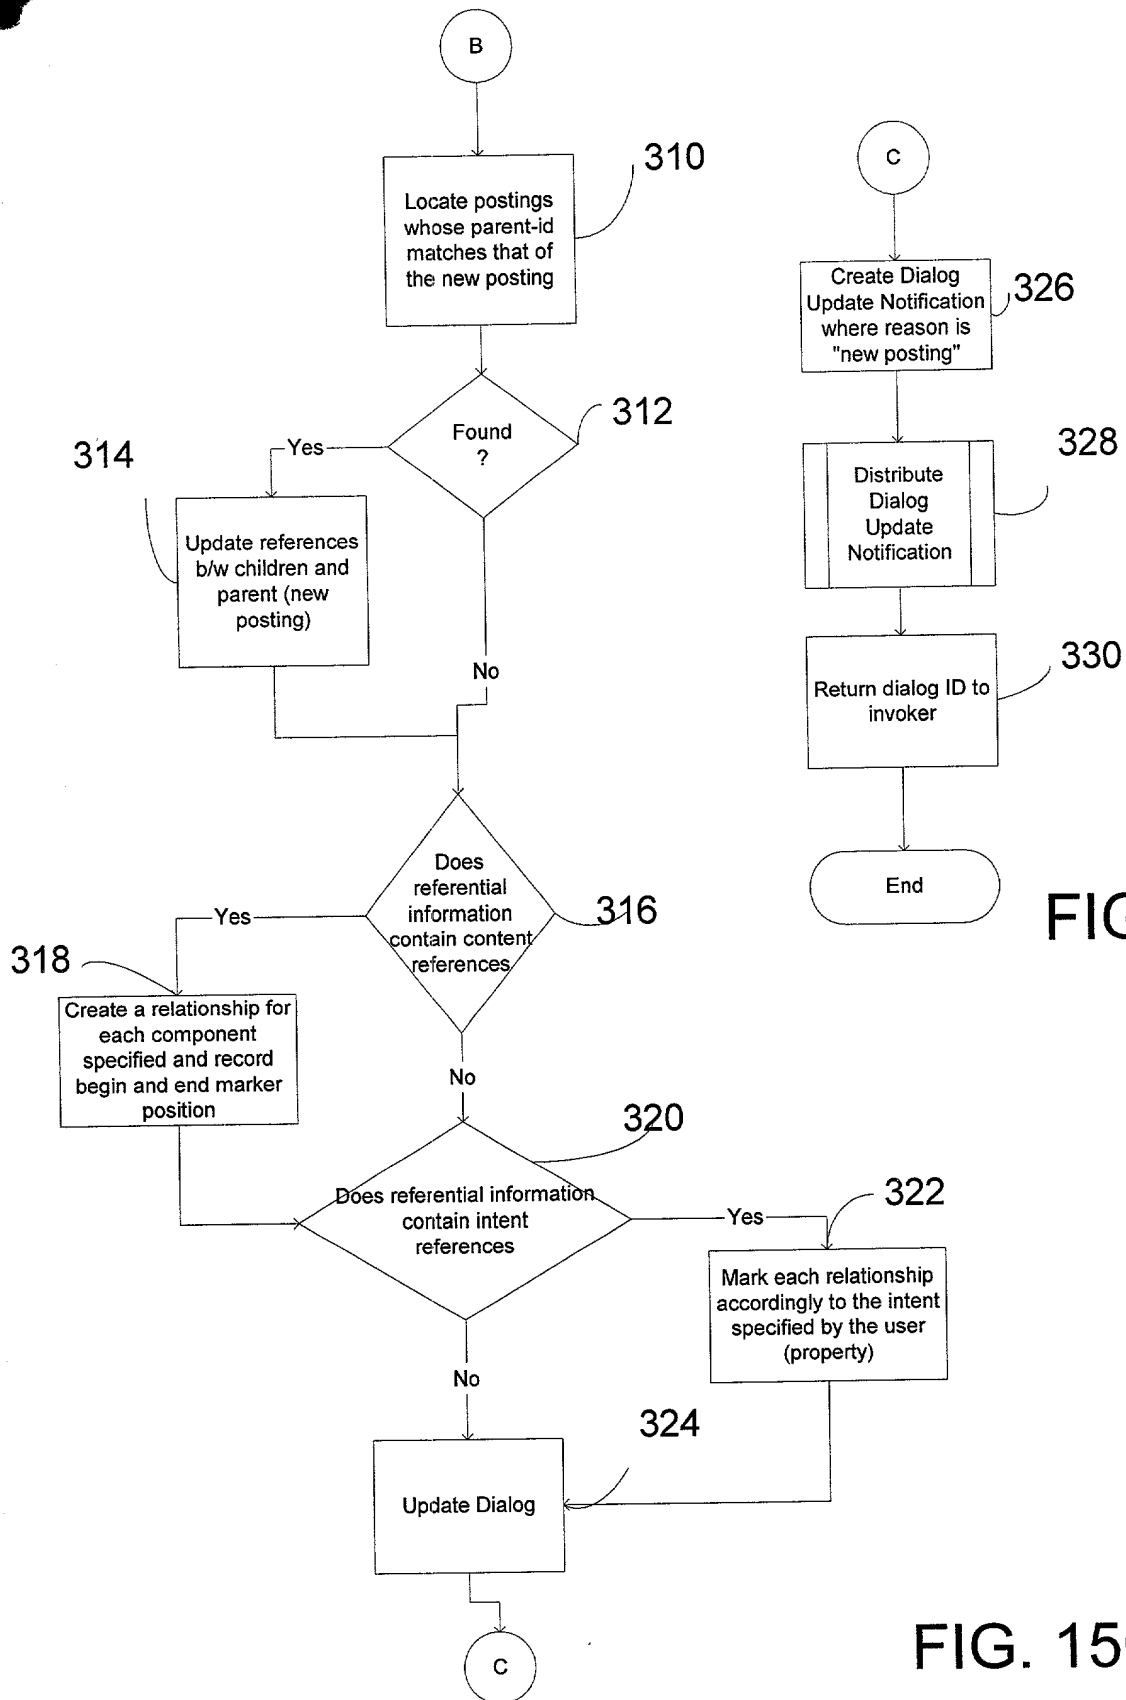 B
310
Locate postings
whose parent-id
matches that of
the new posting
312
Found
?
Yes
314
Update references
b/w children and
parent (new
posting)
No
Does
referential
information
contain content
references
316
Yes
318
Create a relationship for
each component
specified and record
begin and end marker
position
No
320
Does referential information
contain intent
references
Yes
322
Mark each relationship
accordingly to the intent
specified by the user
(property)
No
324
Update Dialog
C
C
Create Dialog
Update Notification
where reason is
"new posting"
326
Distribute
Dialog
Update
Notification
328
Return dialog ID to
invoker
330
End
FIG
FIG. 15